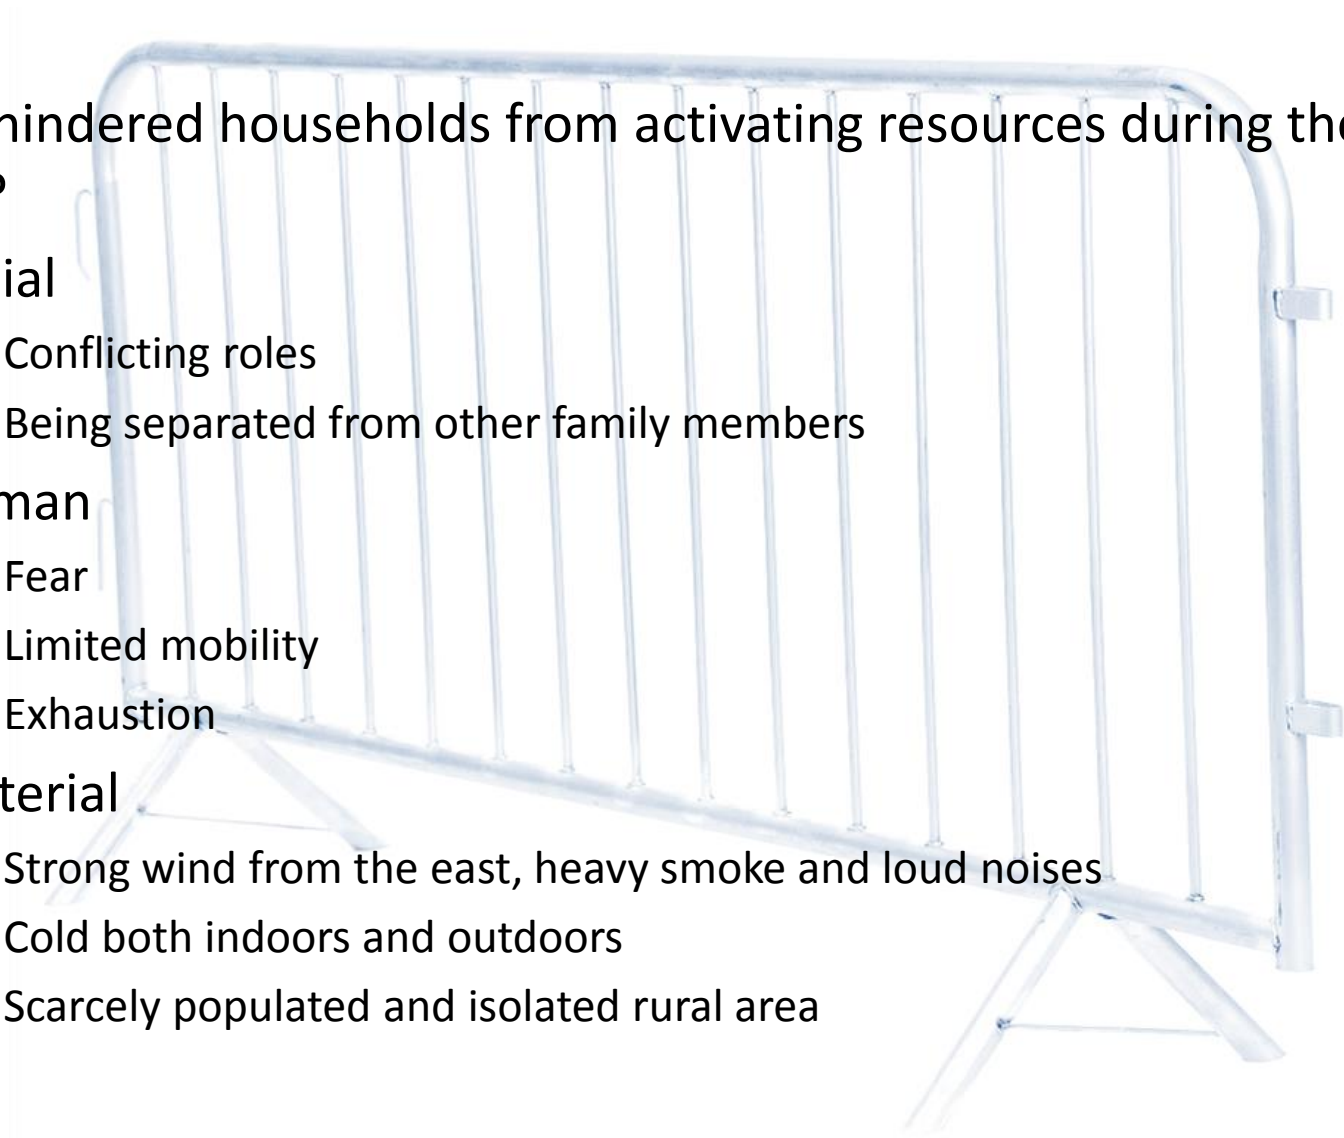 hindered households from activating resources during the
?
ial
Conflicting roles
Being separated from other family members
man
Fear
Limited mobility
Exhaustion
terial
Strong wind from the east, heavy smoke and loud noises
Cold both indoors and outdoors
Scarcely populated and isolated rural area